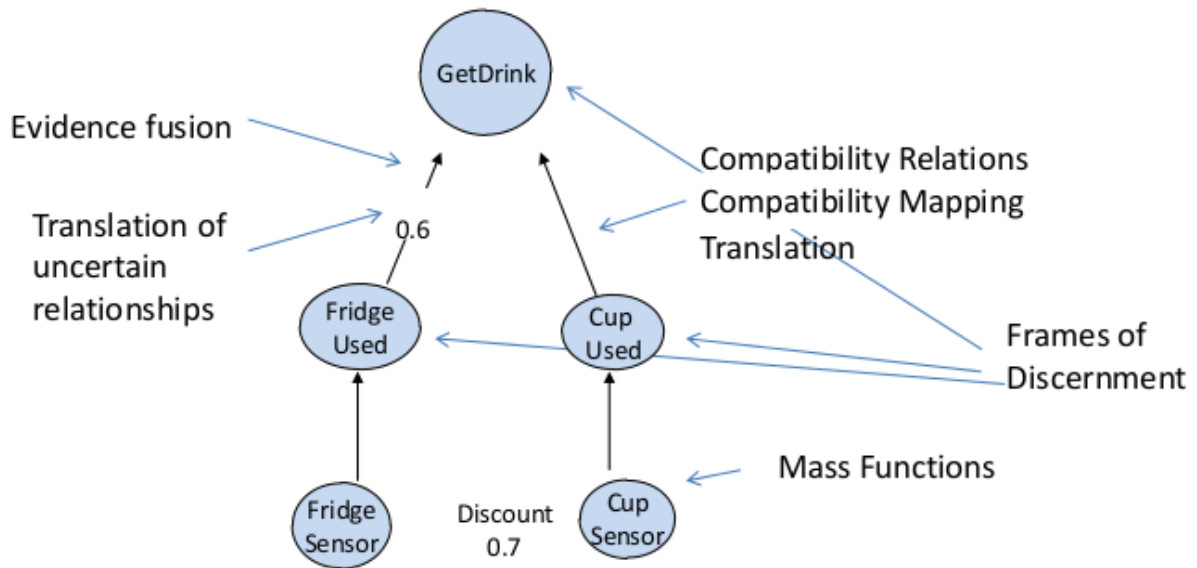 GetDrink
Evidence fusion
Compatibility Relations
Compatibility Mapping
Translation
Translation of
uncertain
relationships
0.6
Fridge
Used
Cup
Used
Frames of
Discernment
Mass Functions
Fridge
Sensor
Discount
0.7
Cup
Sensor